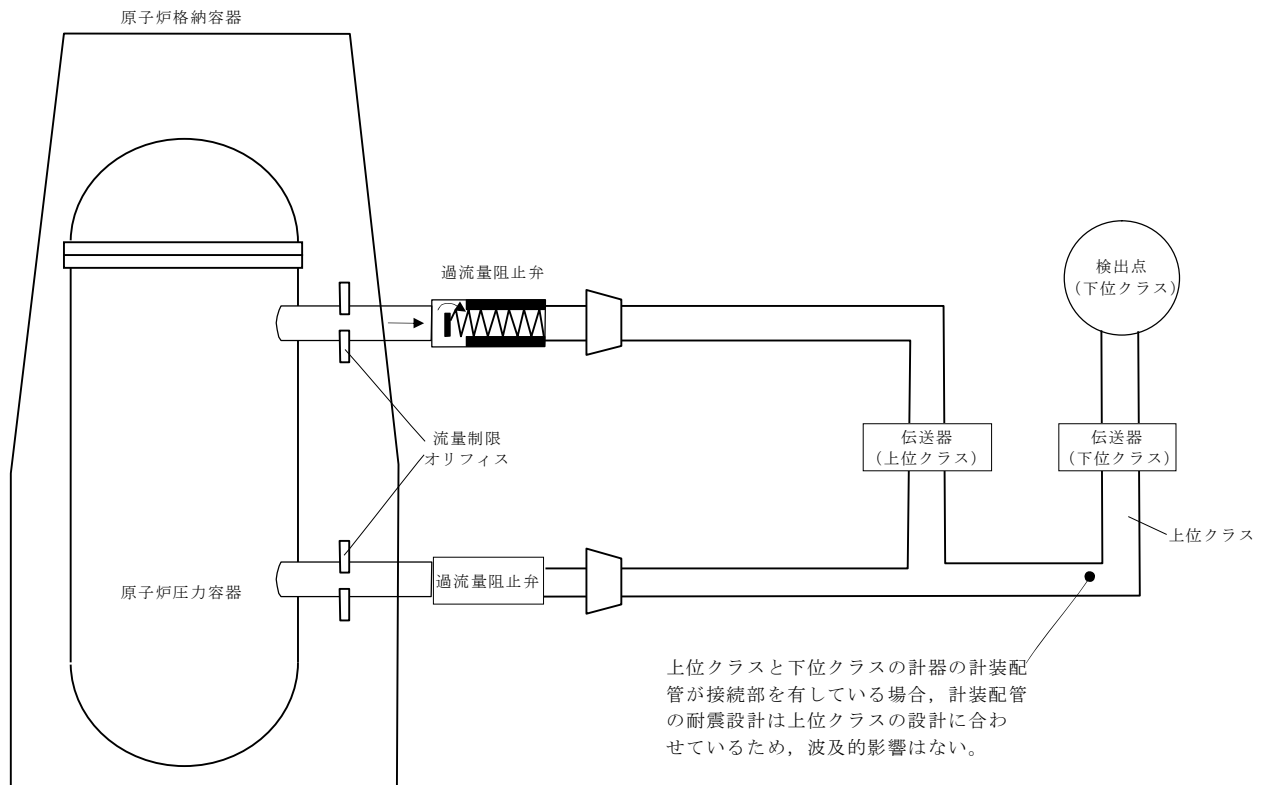 原子炉格納容器
過流量阻止弁
検出点
（下位クラス）
流量制限
オリフィス
伝送器
（上位クラス）
伝送器
（下位クラス）
上位クラス
原子炉圧力容器
過流量阻止弁
上位クラスと下位クラスの計器の計装配
管が接続部を有している場合，計装配管
の耐震設計は上位クラスの設計に合わ
せているため，波及的影響はない。